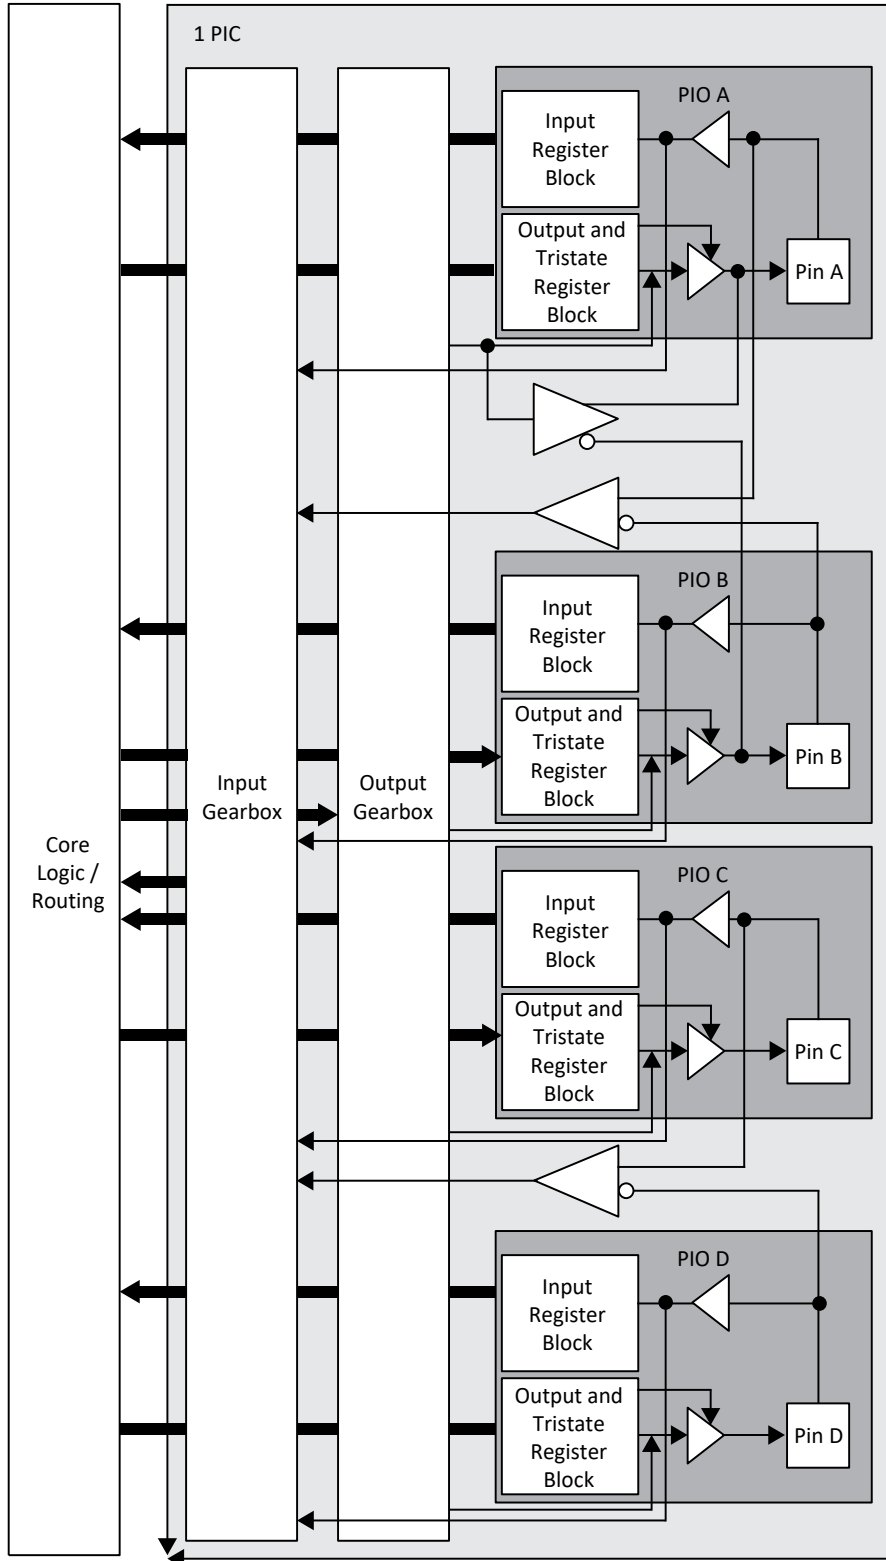 1 PIC
PIO A
Input
Register
Block
Output and
Tristate
Register
Block
Pin A
PIO B
Input
Register
Block
Output and
Tristate
Register
Block
Pin B
Input
Gearbox
Output
Gearbox
Core
Logic /
Routing
PIO C
Input
Register
Block
Output and
Tristate
Register
Block
Pin C
PIO D
Input
Register
Block
Output and
Tristate
Register
Block
Pin D